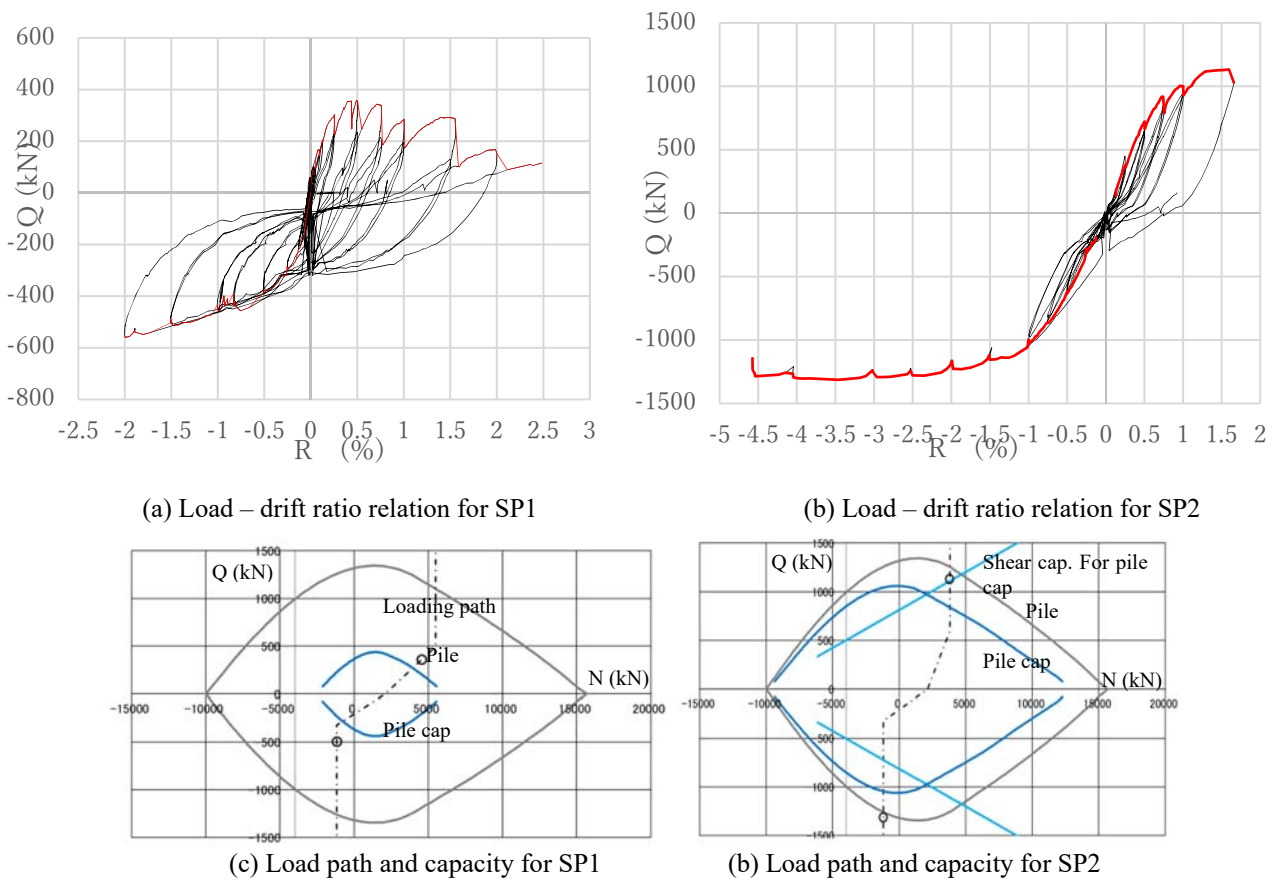 600
400
200
0
-200
-400
-600
-800
Q (kN)
-2.5 -2 -1.5 -1 -0.5 0 0.5 1 1.5 2 2.5 3
R (%)
1500
1000
500
0
-500
-1000
-1500
Q (kN)
-5 -4.5 -4 -3.5 -3 -2.5 -2 -1.5 -1 -0.5 0 0.5 1 1.5 2
R (%)
(a) Load – drift ratio relation for SP1
(b) Load – drift ratio relation for SP2
1500
Q (kN)
1000
Loading path
500
Pile
N (kN)
0
-15000 -10000 -5000 0 5000 10000 15000 20000
Pile cap
500
1000
1500
1500
Q (kN)
Shear cap. For pile
cap
1000
Pile
500
Pile cap
N (kN)
0
-15000 -10000 -5000 0 5000 10000 15000 20000
500
1000
1500
(c) Load path and capacity for SP1
(b) Load path and capacity for SP2